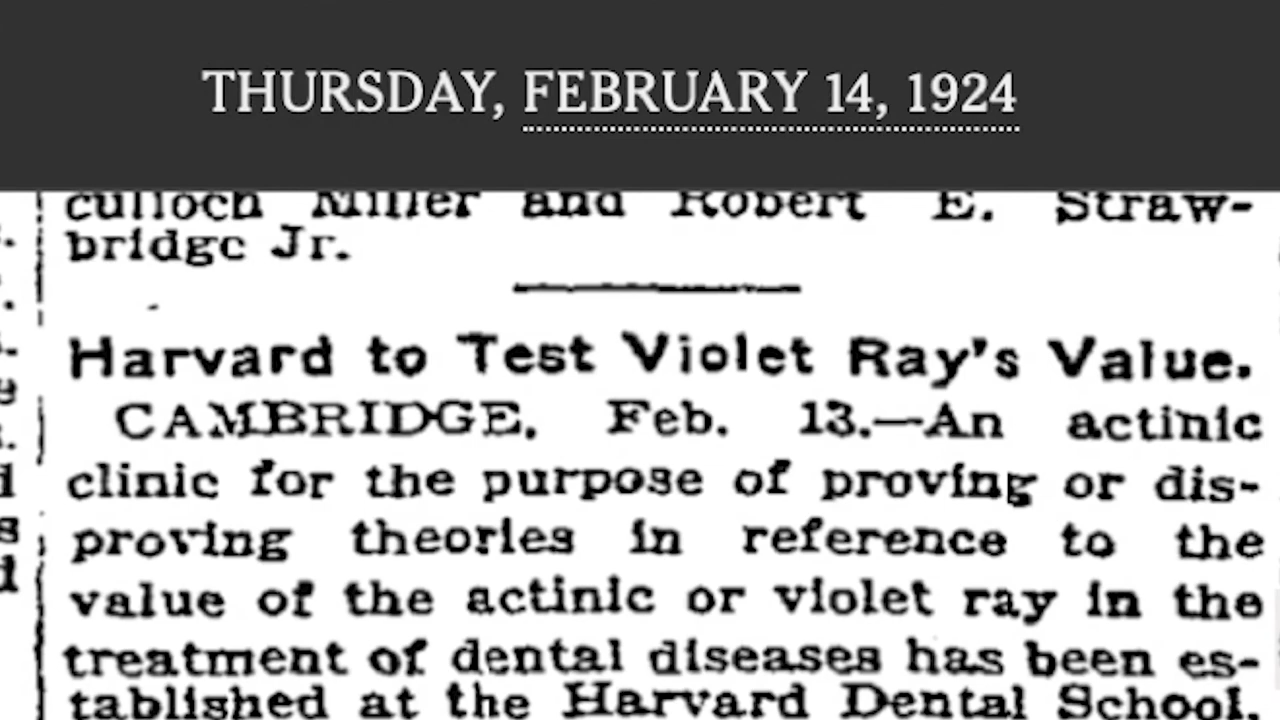 THURSDAY, FEBRUARY 14, 1924
culloch Miller and Robert E. Straw-
bridge Jr.
Harvard to Test Violet Ray's Value.
CAMBRIDGE, Feb. 13.—An actinic
clinic for the purpose of proving or dis-
proving theories in reference to the
value of the actinic or violet ray in the
treatment of dental diseases has been es-
tablished at the Harvard Dental School,